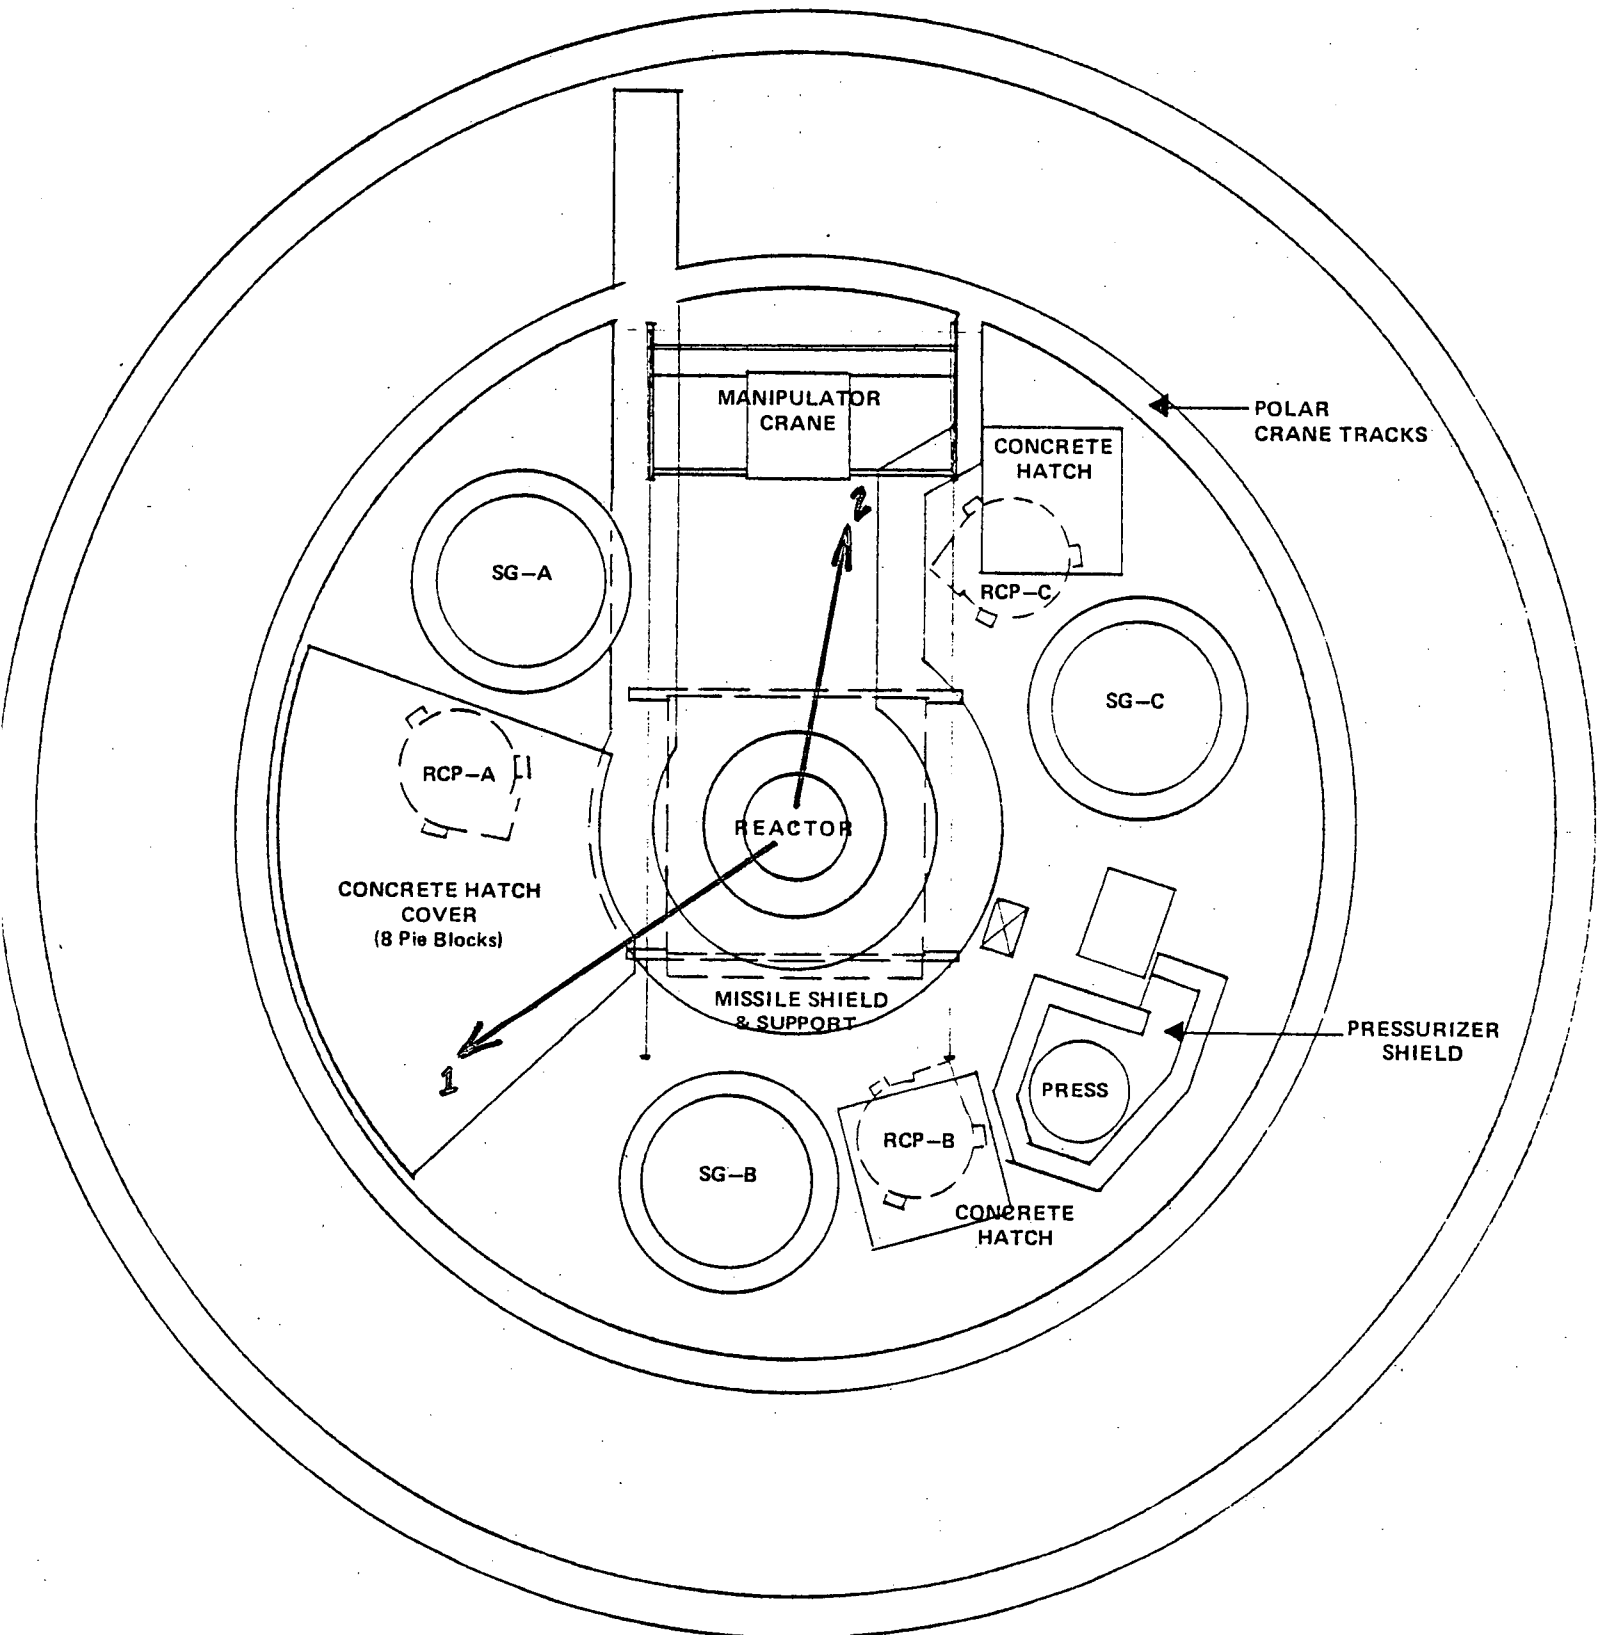 MANIPULATOR
CRANE
POLAR
CRANE TRACKS
CONCRETE
HATCH
2
SG-A
RCP-C
SG-C
RCP-A
REACTOR
CONCRETE HATCH
COVER
(8 Pie Blocks)
MISSILE SHIELD
& SUPPORT
PRESSURIZER
SHIELD
1
PRESS
RCP-B
SG-B
CONCRETE
HATCH